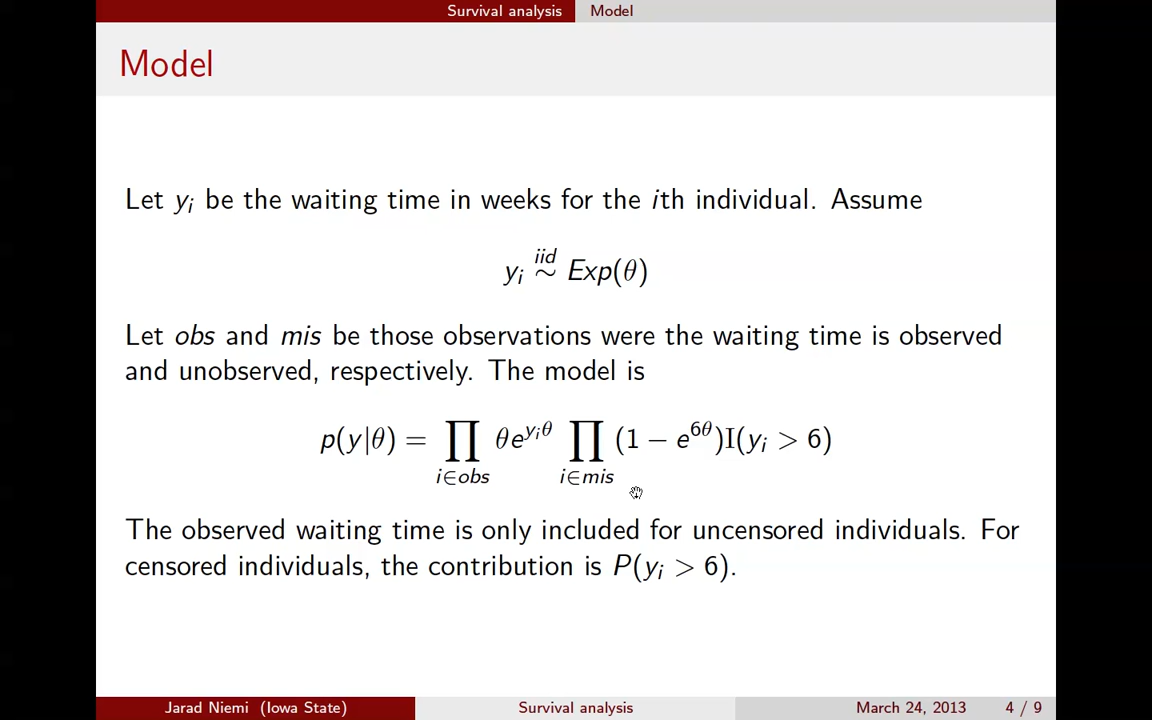 Survival analysis Model
Model
Let yᵢ be the waiting time in weeks for the ith individual. Assume
yᵢ iid ∼ Exp(θ)
Let obs and mis be those observations were the waiting time is observed
and unobserved, respectively. The model is
p(y|θ) = ∏_{i∈obs} θe^{yᵢθ} ∏_{i∈mis} (1 − e^{6θ})I(yᵢ > 6)
The observed waiting time is only included for uncensored individuals. For
censored individuals, the contribution is P(yᵢ > 6).
Jarad Niemi (Iowa State) Survival analysis March 24, 2013 4 / 9